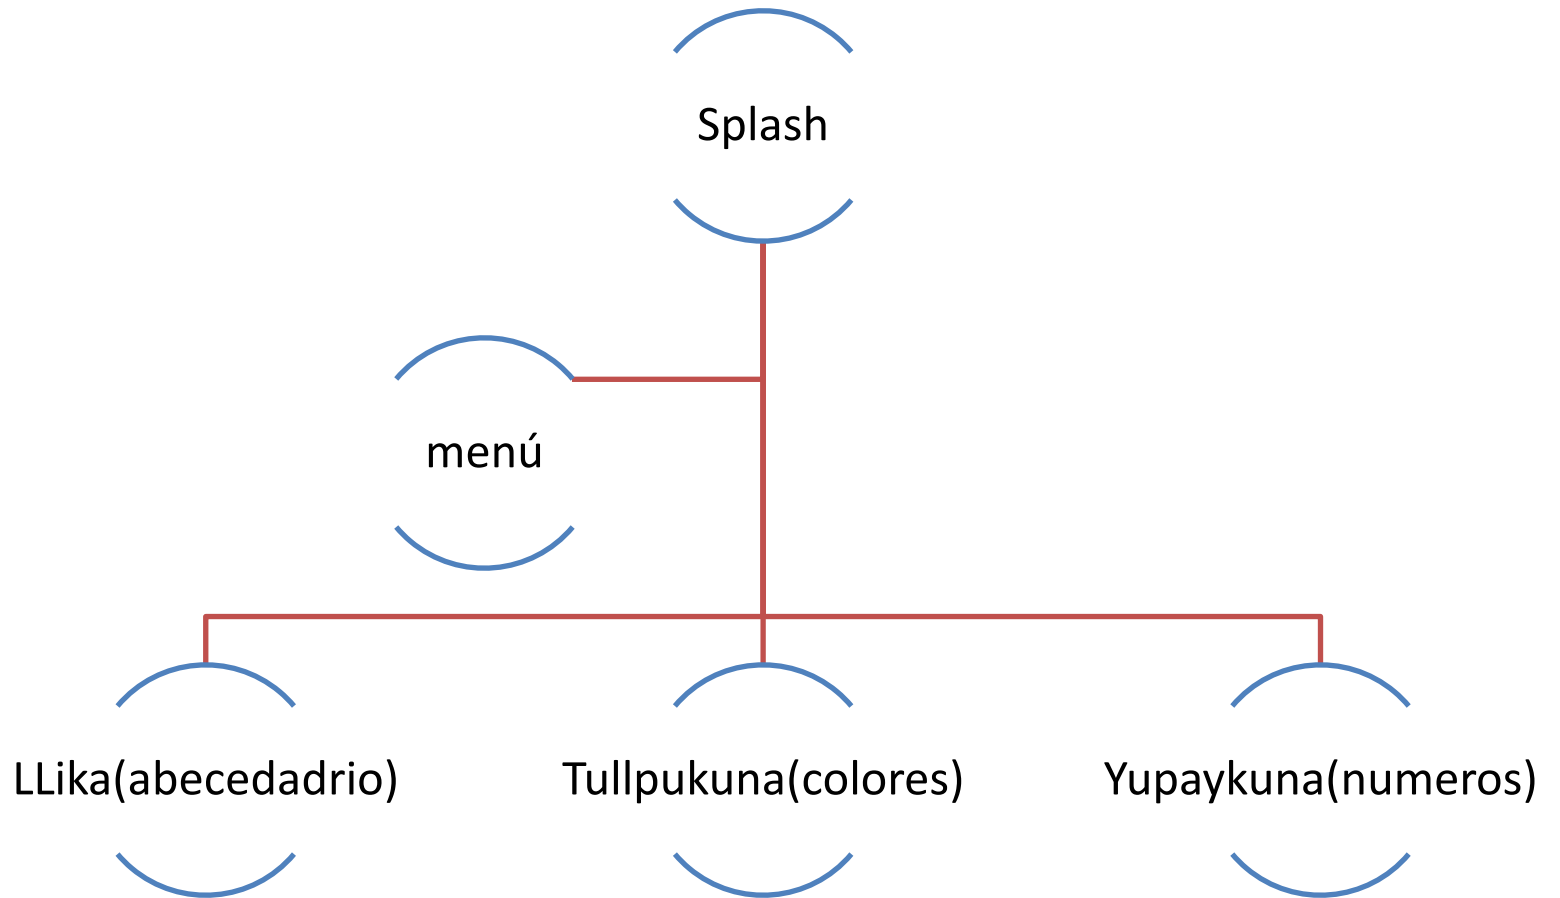 Splash
menú
LLika(abecedadrio)
Tullpukuna(colores)
Yupaykuna(numeros)